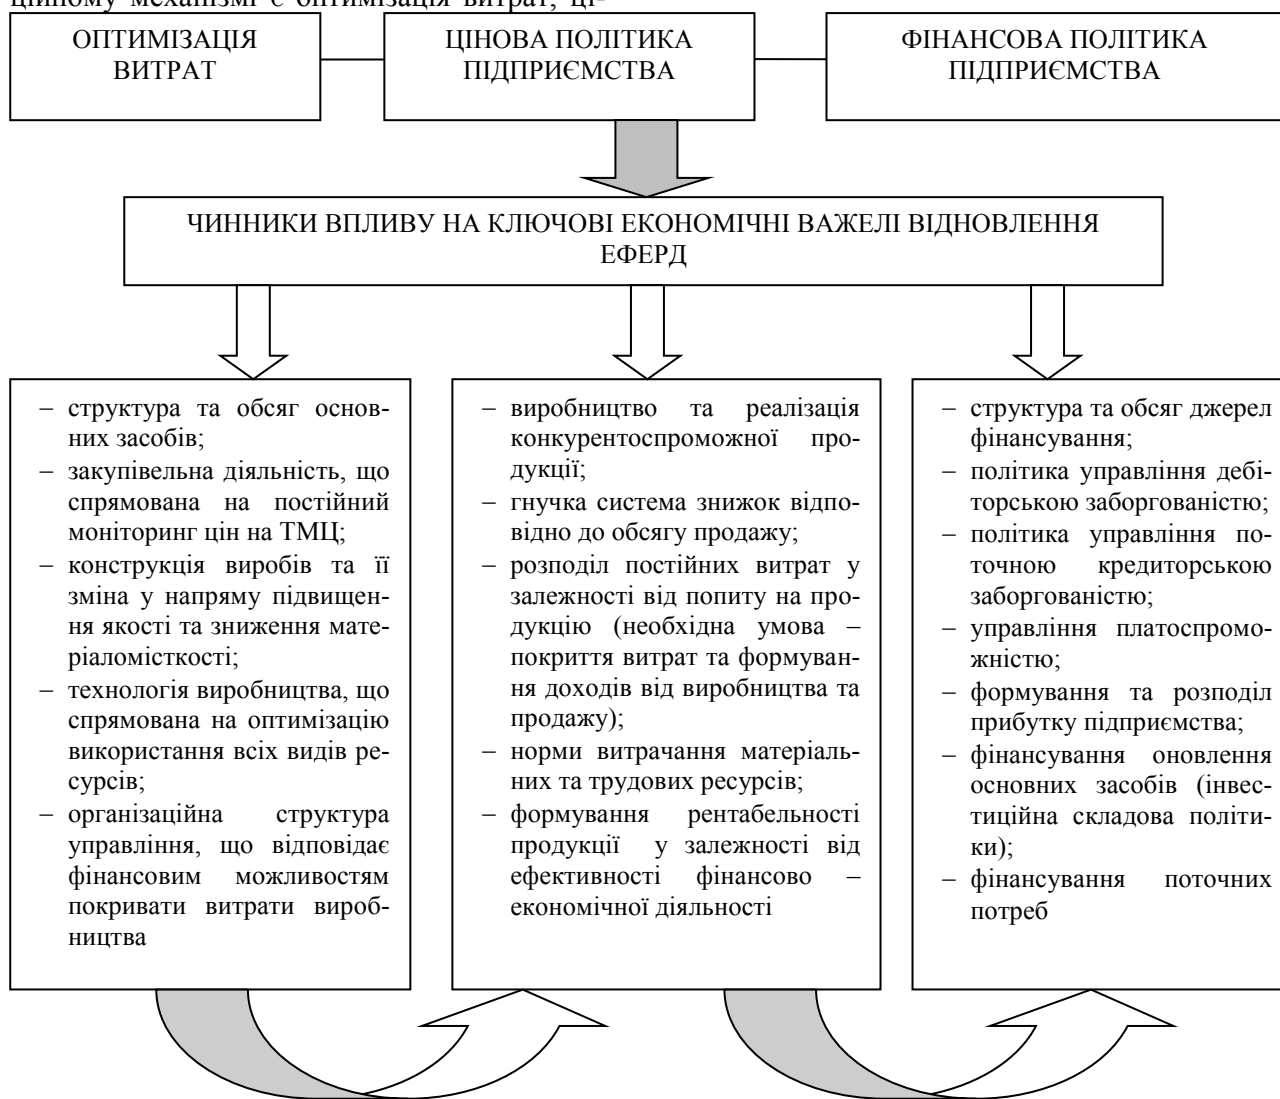 ційному механізмі є оптимізація витрат, ці-
ОПТИМІЗАЦІЯ
ВИТРАТ
ЦІНОВА ПОЛІТИКА
ПІДПРИЄМСТВА
ФІНАНСОВА ПОЛІТИКА
ПІДПРИЄМСТВА
ЧИННИКИ ВПЛИВУ НА КЛЮЧОВІ ЕКОНОМІЧНІ ВАЖЕЛІ ВІДНОВЛЕННЯ
ЕФЕРД
– структура та обсяг основ-
них засобів;
– закупівельна діяльність, що
спрямована на постійний
моніторинг цін на ТМЦ;
– конструкція виробів та її
зміна у напряму підвищен-
ня якості та зниження мате-
ріаломісткості;
– технологія виробництва, що
спрямована на оптимізацію
використання всіх видів ре-
сурсів;
– організаційна структура
управління, що відповідає
фінансовим можливостям
покривати витрати вироб-
ництва
– виробництво та реалізація
конкурентоспроможної про-
дукції;
– гнучка система знижок відпо-
відно до обсягу продажу;
– розподіл постійних витрат у
залежності від попиту на про-
дукцію (необхідна умова –
покриття витрат та формуван-
ня доходів від виробництва та
продажу);
– норми витрачання матеріаль-
них та трудових ресурсів;
– формування рентабельності
продукції у залежності від
ефективності фінансово –
економічної діяльності
– структура та обсяг джерел
фінансування;
– політика управління дебі-
торською заборгованістю;
– політика управління по-
точною кредиторською
заборгованістю;
– управління платоспромо-
жністю;
– формування та розподіл
прибутку підприємства;
– фінансування оновлення
основних засобів (інвес-
тиційна складова політи-
ки);
– фінансування поточних
потреб